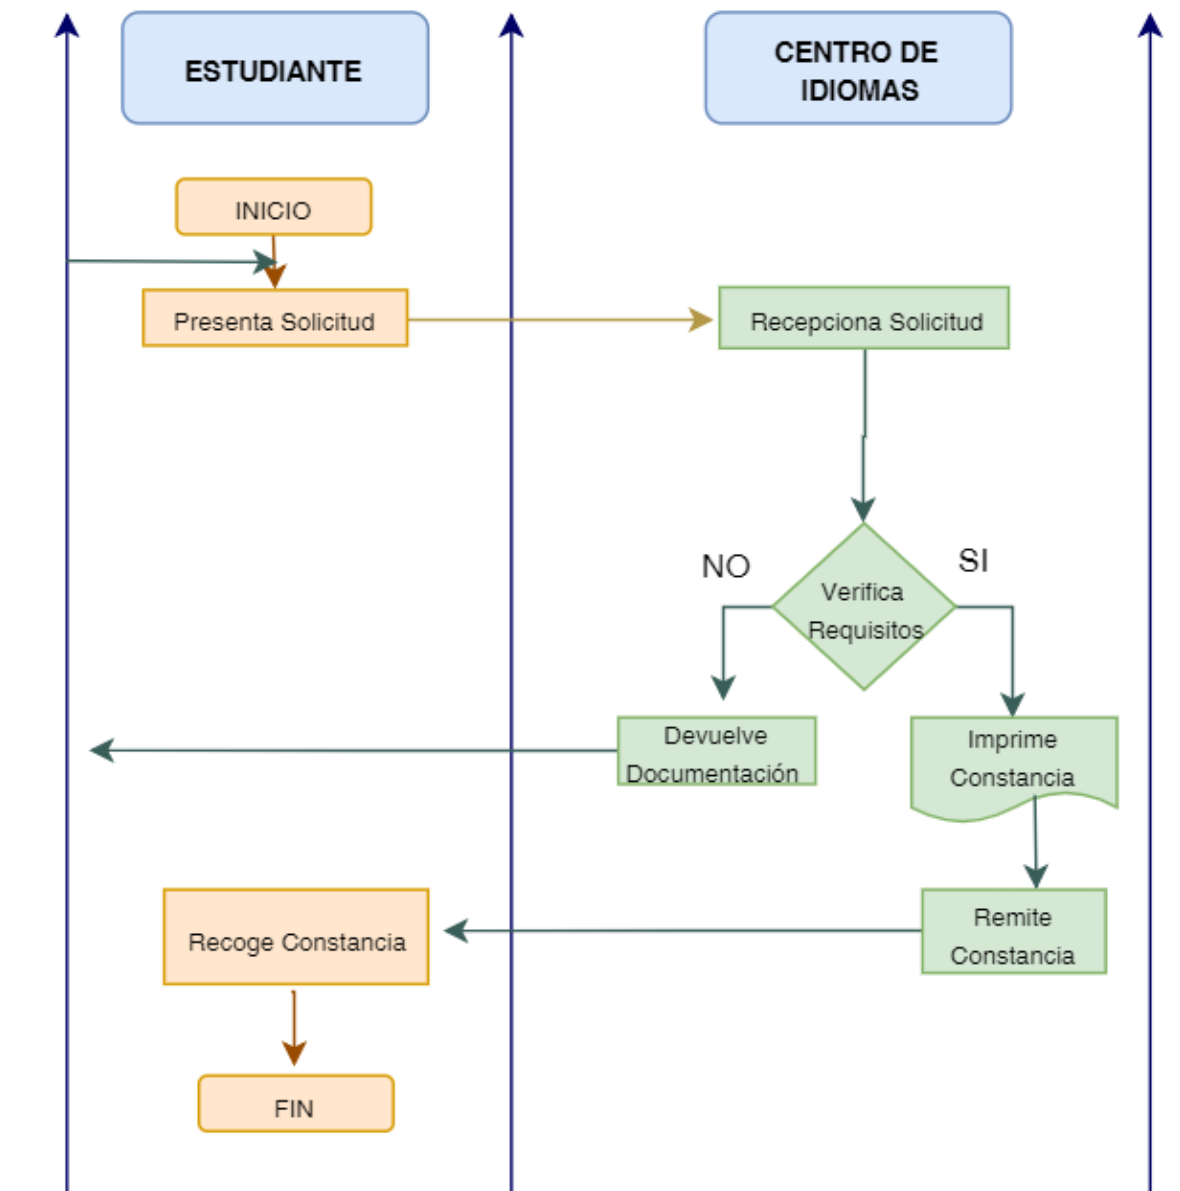 ESTUDIANTE
CENTRO DE
IDIOMAS
INICIO
Presenta Solicitud
Recepciona Solicitud
NO
SI
Verifica
Requisitos
Devuelve
Documentación
Imprime
Constancia
Recoge Constancia
Remite
Constancia
FIN